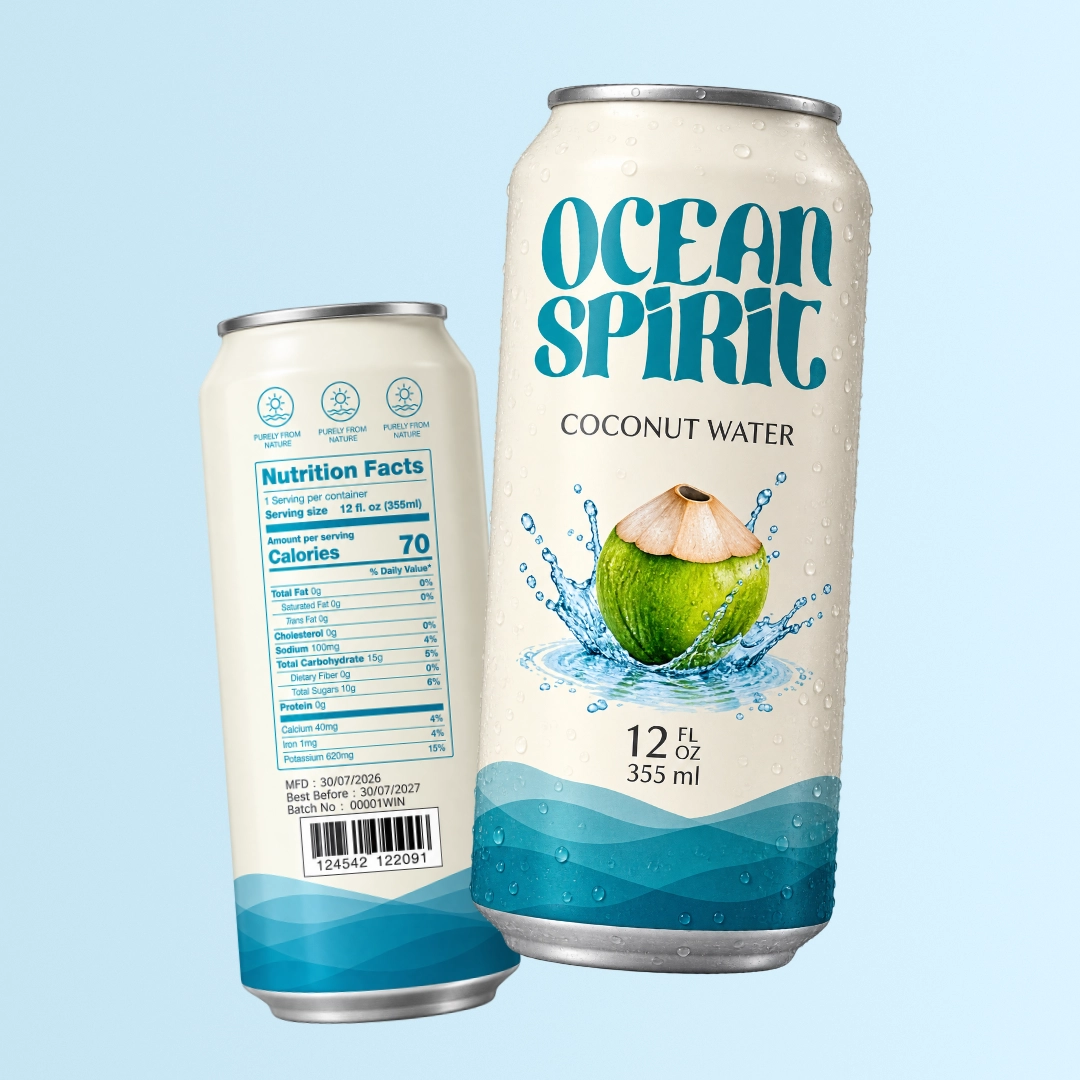 OCEAN
SPIRIT
COCONUT WATER
12 FL OZ
355 ml
PURELY FROM NATURE
PURELY FROM NATURE
PURELY FROM NATURE
Nutrition Facts
1 Serving per container
Serving size 12 fl. oz (355ml)
Amount per serving
Calories 70
% Daily Value*
Total Fat 0g 0%
Saturated Fat 0g 0%
Trans Fat 0g
Cholesterol 0g 0%
Sodium 100mg 4%
Total Carbohydrate 15g 5%
Dietary Fiber 0g 0%
Total Sugars 10g 6%
Protein 0g
Calcium 40mg 4%
Iron 1mg 4%
Potassium 620mg 15%
MFD : 30/07/2026
Best Before : 30/07/2027
Batch No : 00001WIN
124542 122091